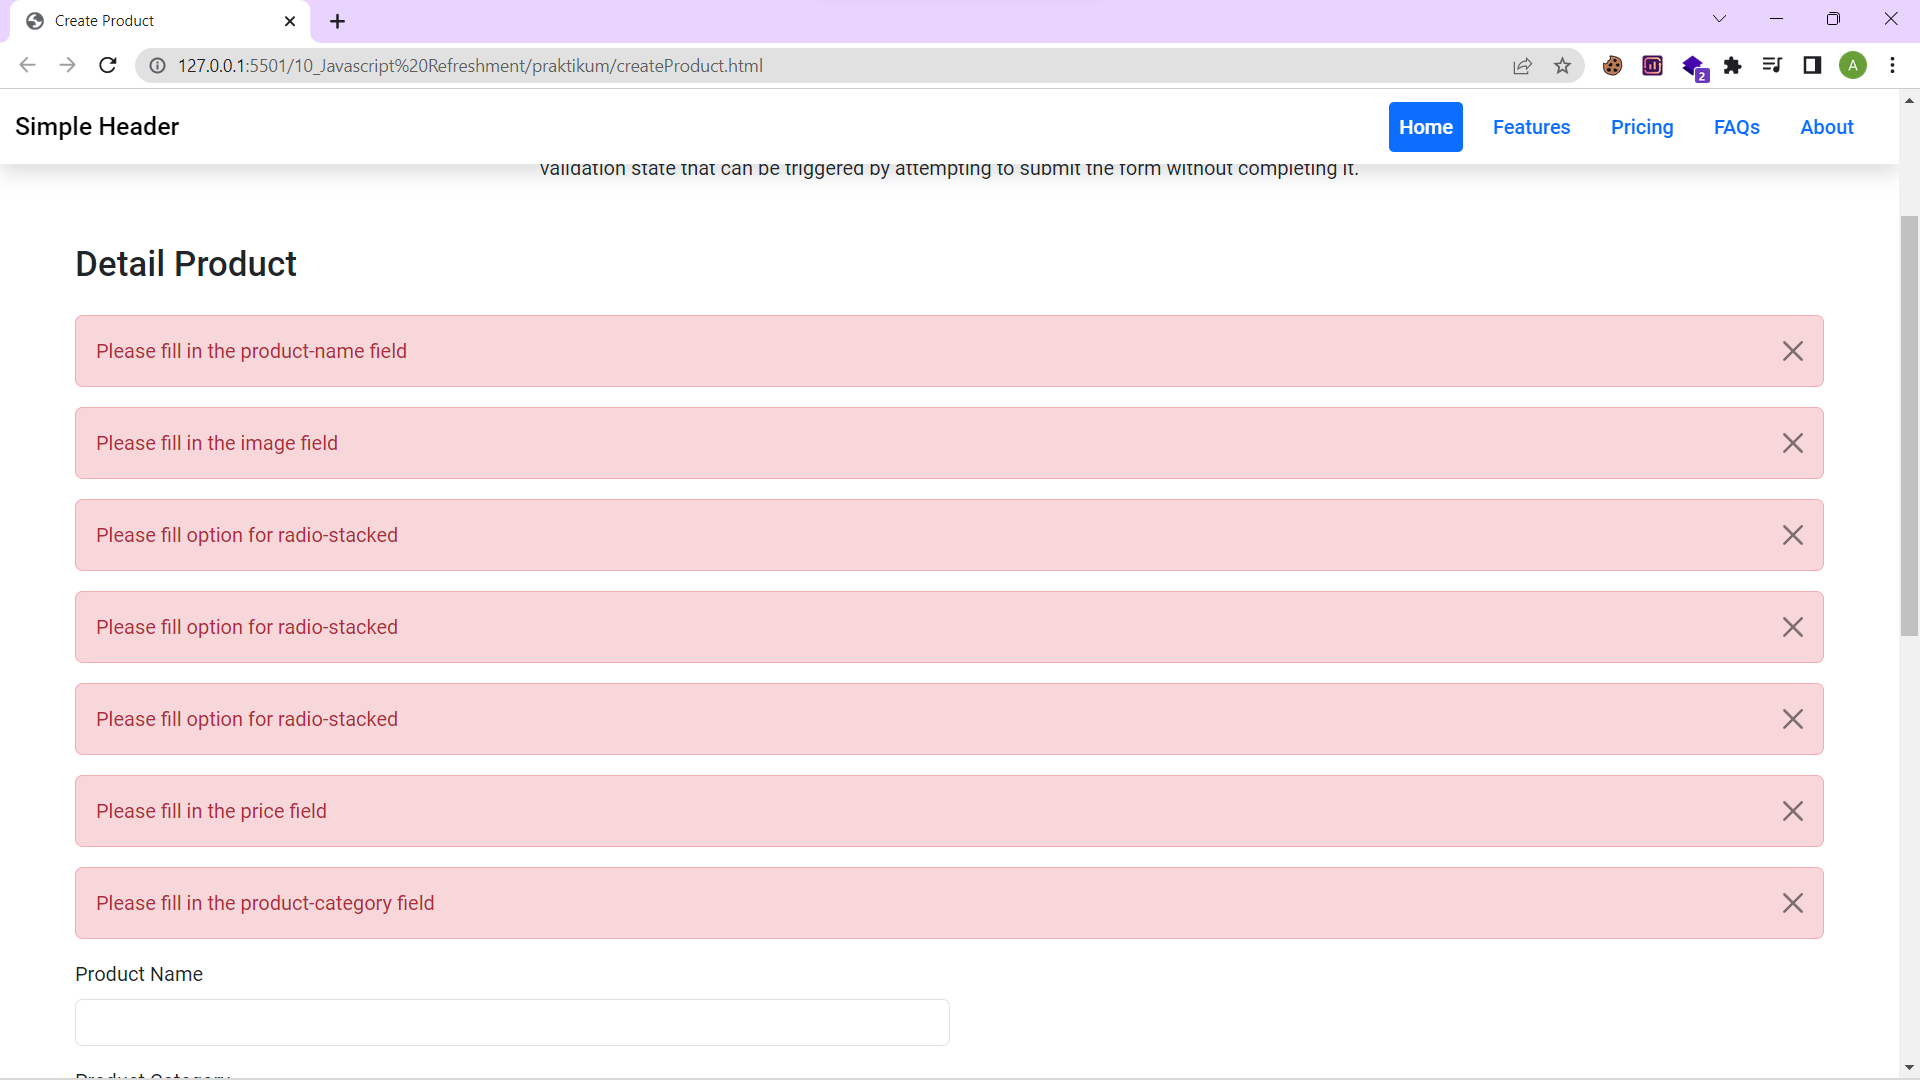 Create Product
127.0.0.1:5501/10_Javascript%20Refreshment/praktikum/createProduct.html
2
A
Simple Header
Home
Features
Pricing
FAQs
About
validation state that can be triggered by attempting to submit the form without completing it.
Detail Product
Please fill in the product-name field
Please fill in the image field
Please fill option for radio-stacked
Please fill option for radio-stacked
Please fill option for radio-stacked
Please fill in the price field
Please fill in the product-category field
Product Name
Product Category